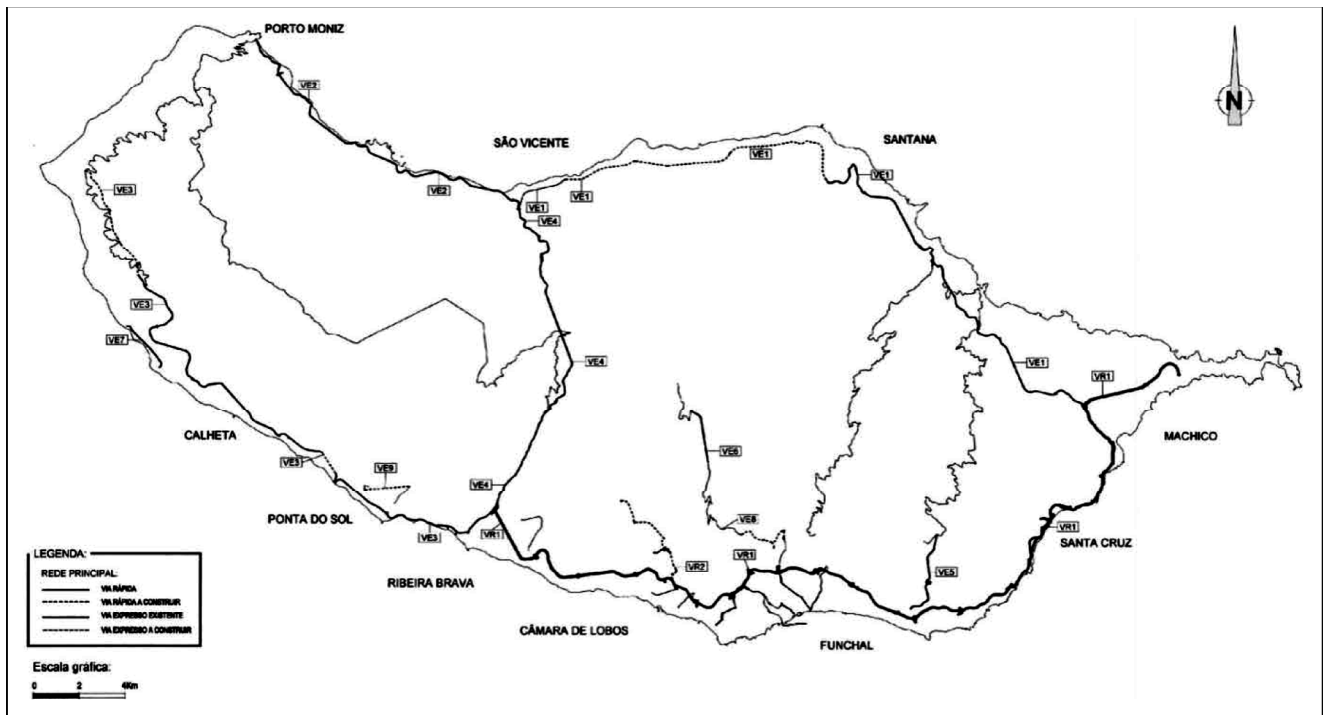 PORTO MONIZ
VE2
SÃO VICENTE
SANTANA
N
VE1
VE1
VE3
VE2
VE1
VE1
VE4
VE3
VE7
VE4
VE1
VR1
CALHETA
MACHICO
VE3
VE9
VE6
VE4
PONTA DO SOL
VE3
VR1
VE6
VR1
SANTA CRUZ
LEGENDA:
REDE PRINCIPAL:
VIA RÁPIDA
VIA RÁPIDA A CONSTRUIR
VIA EXPRESSO EXISTENTE
VIA EXPRESSO A CONSTRUIR
RIBEIRA BRAVA
VR2
VR1
VE5
CÂMARA DE LOBOS
FUNCHAL
Escala gráfica:
0 2 4Km